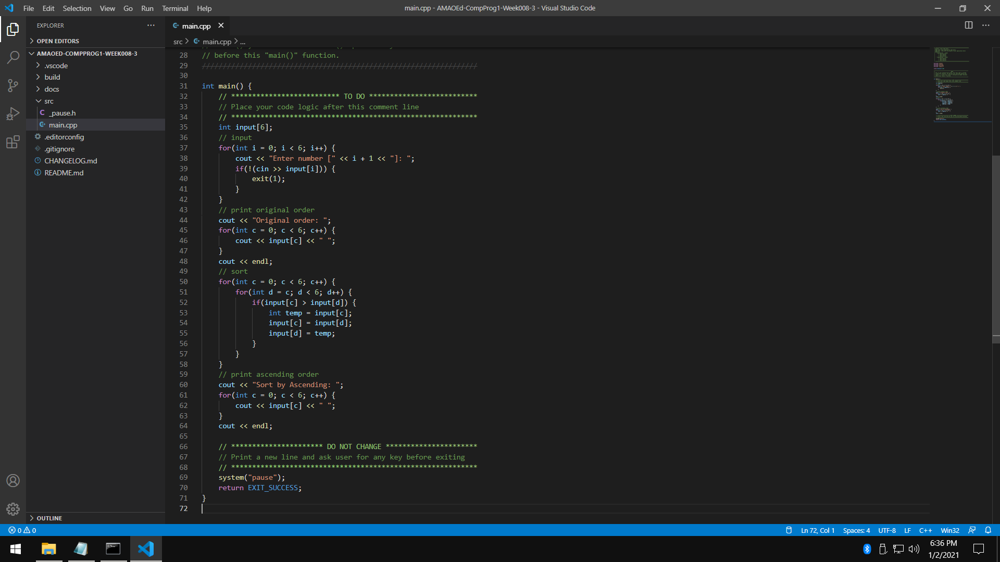 File Edit Selection View Go Run Terminal Help
main.cpp - AMAOEd-CompProg1-Week008-3 - Visual Studio Code
EXPLORER
OPEN EDITORS
AMAOED-COMPPROG1-WEEK008-3
.vscode
build
docs
src
_pause.h
main.cpp
.editorconfig
.gitignore
CHANGELOG.md
README.md
OUTLINE
main.cpp
src > main.cpp > ...
28 // before this "main()" function.
29 //////////////////////////////////////////////////////////////////
30
31 int main() {
32     // ************************** TO DO **************************
33     // Place your code logic after this comment line
34     // ***********************************************************
35     int input[6];
36     // input
37     for(int i = 0; i < 6; i++) {
38         cout << "Enter number [" << i + 1 << "]: ";
39         if(!(cin >> input[i])) {
40             exit(1);
41         }
42     }
43     // print original order
44     cout << "Original order: ";
45     for(int c = 0; c < 6; c++) {
46         cout << input[c] << " ";
47     }
48     cout << endl;
49     // sort
50     for(int c = 0; c < 6; c++) {
51         for(int d = c; d < 6; d++) {
52             if(input[c] > input[d]) {
53                 int temp = input[c];
54                 input[c] = input[d];
55                 input[d] = temp;
56             }
57         }
58     }
59     // print ascending order
60     cout << "Sort by Ascending: ";
61     for(int c = 0; c < 6; c++) {
62         cout << input[c] << " ";
63     }
64     cout << endl;
65
66     // ********************** DO NOT CHANGE **********************
67     // Print a new line and ask user for any key before exiting
68     // ***********************************************************
69     system("pause");
70     return EXIT_SUCCESS;
71 }
72
0 0
Ln 72, Col 1 Spaces: 4 UTF-8 LF C++ Win32
6:36 PM
1/2/2021